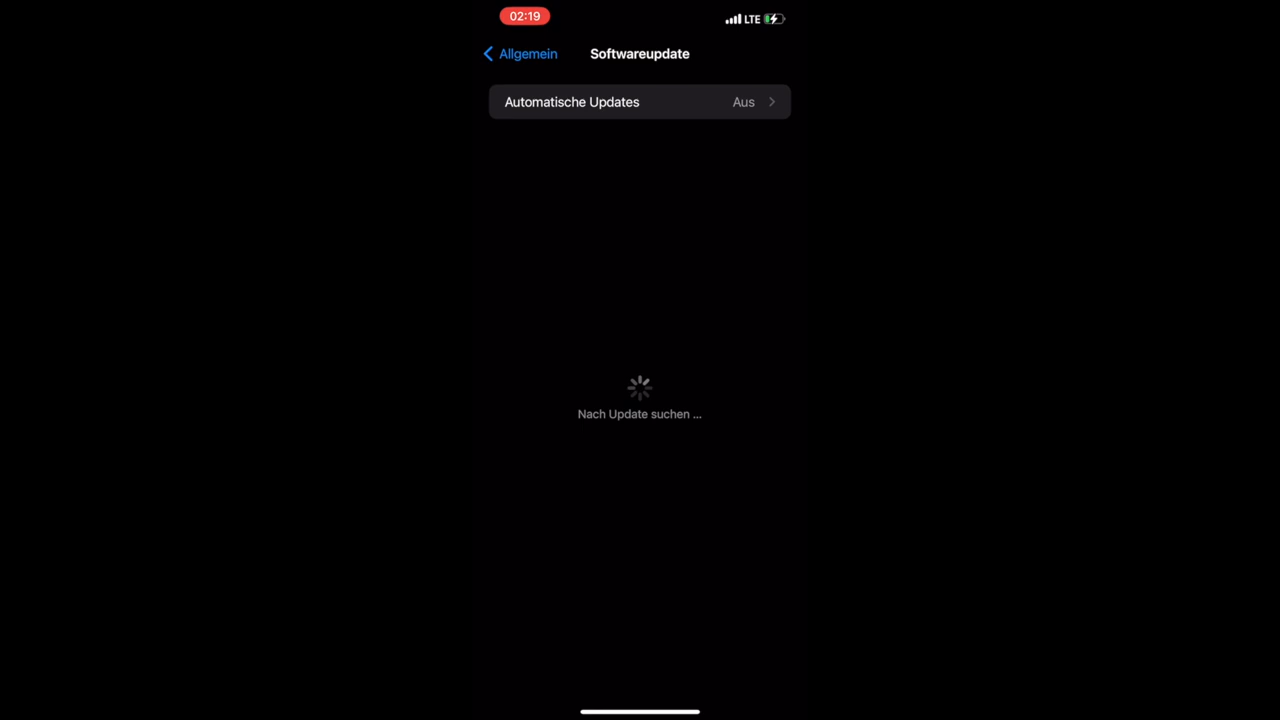 02:19
LTE
Allgemein
Softwareupdate
Automatische Updates
Aus
Nach Update suchen ...